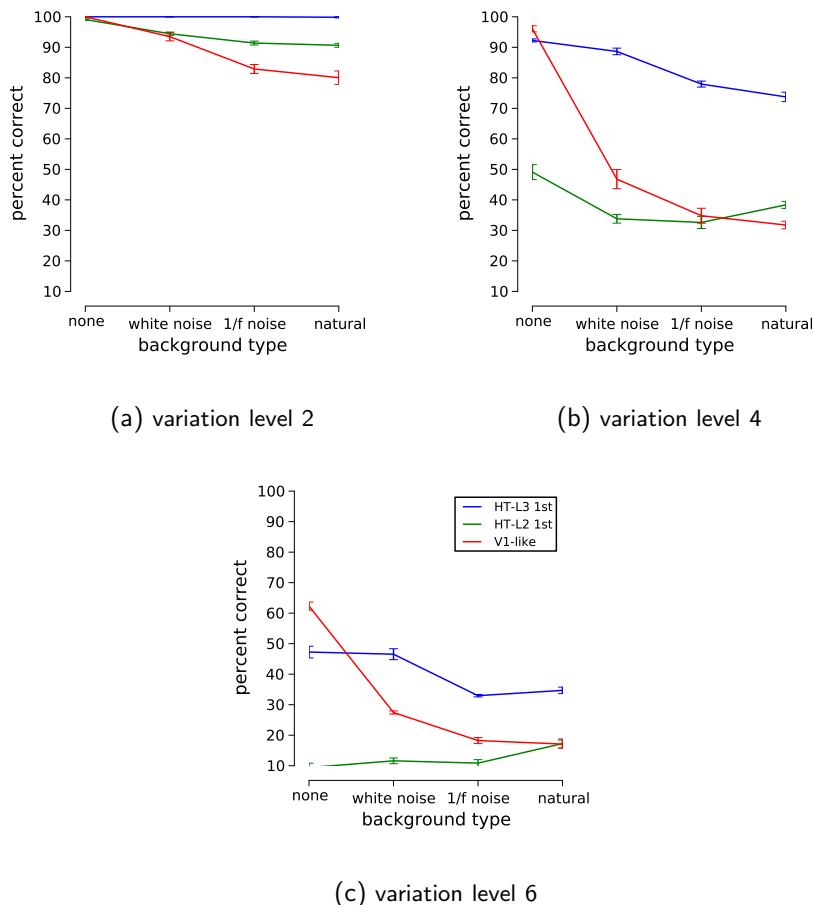 100
90
80
70
60
50
40
30
20
10
percent correct
none white noise 1/f noise natural
background type
(a) variation level 2
100
90
80
70
60
50
40
30
20
10
percent correct
none white noise 1/f noise natural
background type
(b) variation level 4
100
90
80
70
60
50
40
30
20
10
percent correct
HT-L3 1st
HT-L2 1st
V1-like
none white noise 1/f noise natural
background type
(c) variation level 6